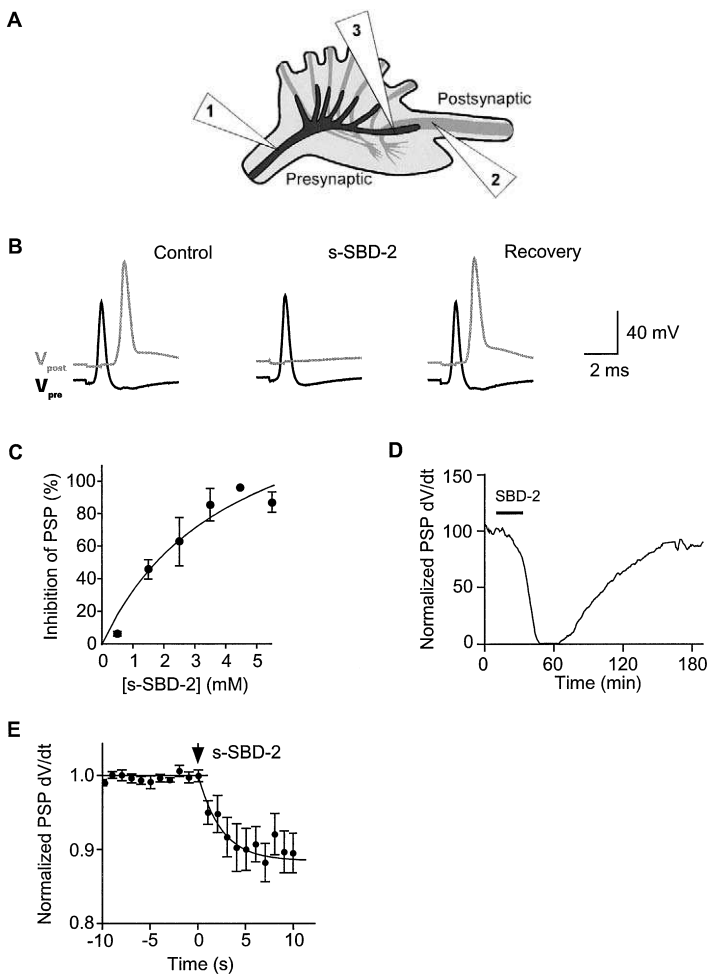 A
3
1
Postsynaptic
Presynaptic
2
B
Control
s-SBD-2
Recovery
Vpost
Vpre
40 mV
2 ms
C
Inhibition of PSP (%)
100
80
60
40
20
0
0 1 2 3 4 5
[s-SBD-2] (mM)
D
Normalized PSP dV/dt
150
100
50
0
SBD-2
0 60 120 180
Time (min)
E
Normalized PSP dV/dt
s-SBD-2
1.0
0.9
0.8
-10 -5 0 5 10
Time (s)